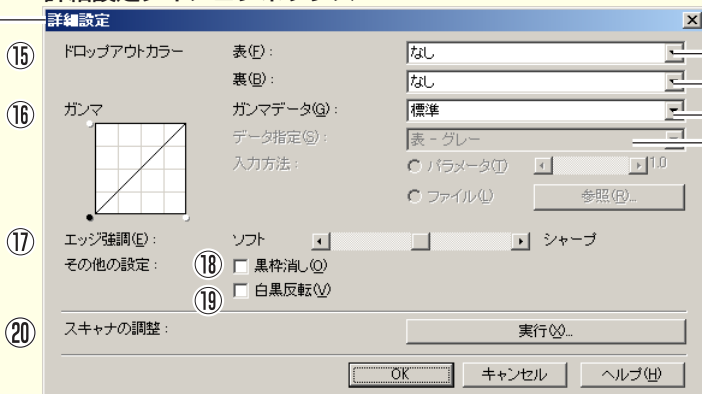 詳細設定
⑮ ドロップアウトカラー 表(F): なし
裏(B): なし
⑯ ガンマ ガンマデータ(G): 標準
データ指定(S): 表 - グレー
入力方法: パラメータ(T) 1.0
ファイル(L) 参照(R)...
⑰ エッジ強調(E): ソフト シャープ
その他の設定: ⑱ 黒枠消し(O)
⑲ 白黒反転(V)
⑳ スキャナの調整: 実行(X)...
OK キャンセル ヘルプ(H)